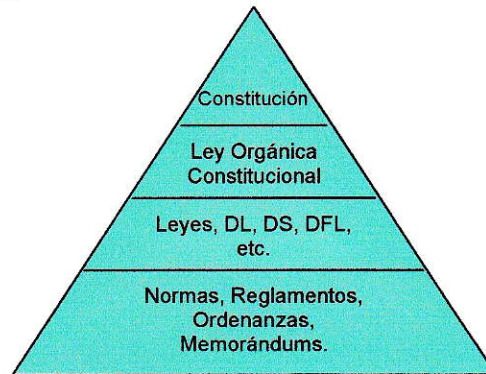 Constitución
Ley Orgánica
Constitucional
Leyes, DL, DS, DFL,
etc.
Normas, Reglamentos,
Ordenanzas,
Memorándums.